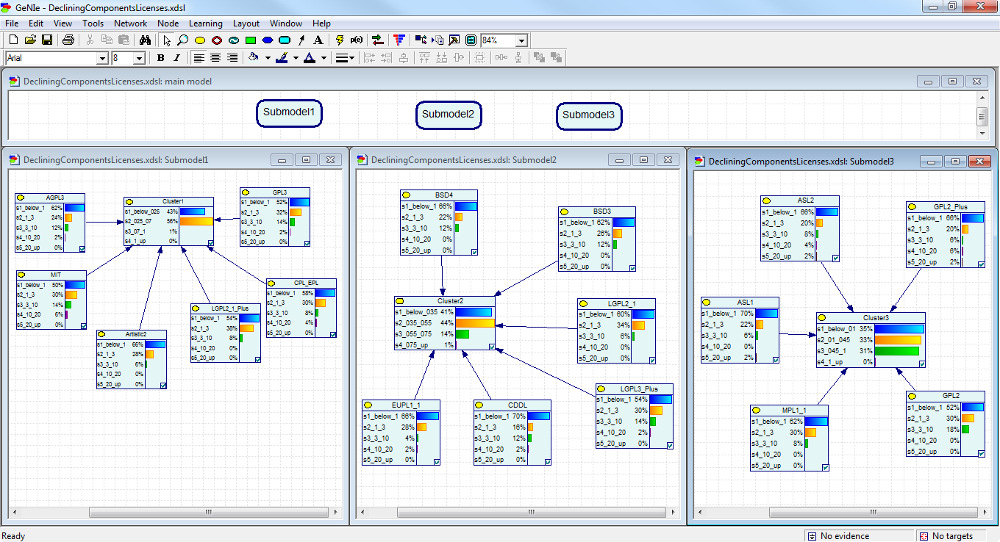 GeNIe - DecliningComponentsLicenses.xdsl
File Edit View Tools Network Node Learning Layout Window Help
p(e) 84%
Arial 8 B I A
DecliningComponentsLicenses.xdsl: main model
Submodel1 Submodel2 Submodel3
DecliningComponentsLicenses.xdsl: Submodel1
AGPL3
s1_below_1 62%
s2_1_3 24%
s3_3_10 12%
s4_10_20 2%
s5_20_up 0%
Cluster1
s1_below_025 43%
s2_025_07 56%
s3_07_1 1%
s4_1_up 0%
GPL3
s1_below_1 52%
s2_1_3 32%
s3_3_10 14%
s4_10_20 2%
s5_20_up 0%
MIT
s1_below_1 50%
s2_1_3 30%
s3_3_10 14%
s4_10_20 6%
s5_20_up 0%
CPL_EPL
s1_below_1 58%
s2_1_3 30%
s3_3_10 8%
s4_10_20 4%
s5_20_up 0%
LGPL2_1_Plus
s1_below_1 54%
s2_1_3 38%
s3_3_10 8%
s4_10_20 0%
s5_20_up 0%
Artistic2
s1_below_1 66%
s2_1_3 28%
s3_3_10 6%
s4_10_20 0%
s5_20_up 0%
DecliningComponentsLicenses.xdsl: Submodel2
BSD4
s1_below_1 66%
s2_1_3 22%
s3_3_10 12%
s4_10_20 0%
s5_20_up 0%
BSD3
s1_below_1 62%
s2_1_3 26%
s3_3_10 12%
s4_10_20 0%
s5_20_up 0%
Cluster2
s1_below_035 41%
s2_035_055 44%
s3_055_075 14%
s4_075_up 1%
LGPL2_1
s1_below_1 60%
s2_1_3 34%
s3_3_10 6%
s4_10_20 0%
s5_20_up 0%
LGPL3_Plus
s1_below_1 54%
s2_1_3 30%
s3_3_10 14%
s4_10_20 2%
s5_20_up 0%
EUPL1_1
s1_below_1 66%
s2_1_3 28%
s3_3_10 4%
s4_10_20 2%
s5_20_up 0%
CDDL
s1_below_1 70%
s2_1_3 16%
s3_3_10 12%
s4_10_20 2%
s5_20_up 0%
DecliningComponentsLicenses.xdsl: Submodel3
ASL2
s1_below_1 66%
s2_1_3 20%
s3_3_10 8%
s4_10_20 4%
s5_20_up 2%
GPL2_Plus
s1_below_1 66%
s2_1_3 20%
s3_3_10 6%
s4_10_20 6%
s5_20_up 2%
ASL1
s1_below_1 70%
s2_1_3 22%
s3_3_10 6%
s4_10_20 0%
s5_20_up 2%
Cluster3
s1_below_01 35%
s2_01_045 33%
s3_045_1 31%
s4_1_up 0%
MPL1_1
s1_below_1 62%
s2_1_3 30%
s3_3_10 8%
s4_10_20 0%
s5_20_up 0%
GPL2
s1_below_1 52%
s2_1_3 30%
s3_3_10 18%
s4_10_20 0%
s5_20_up 0%
Ready No evidence No targets